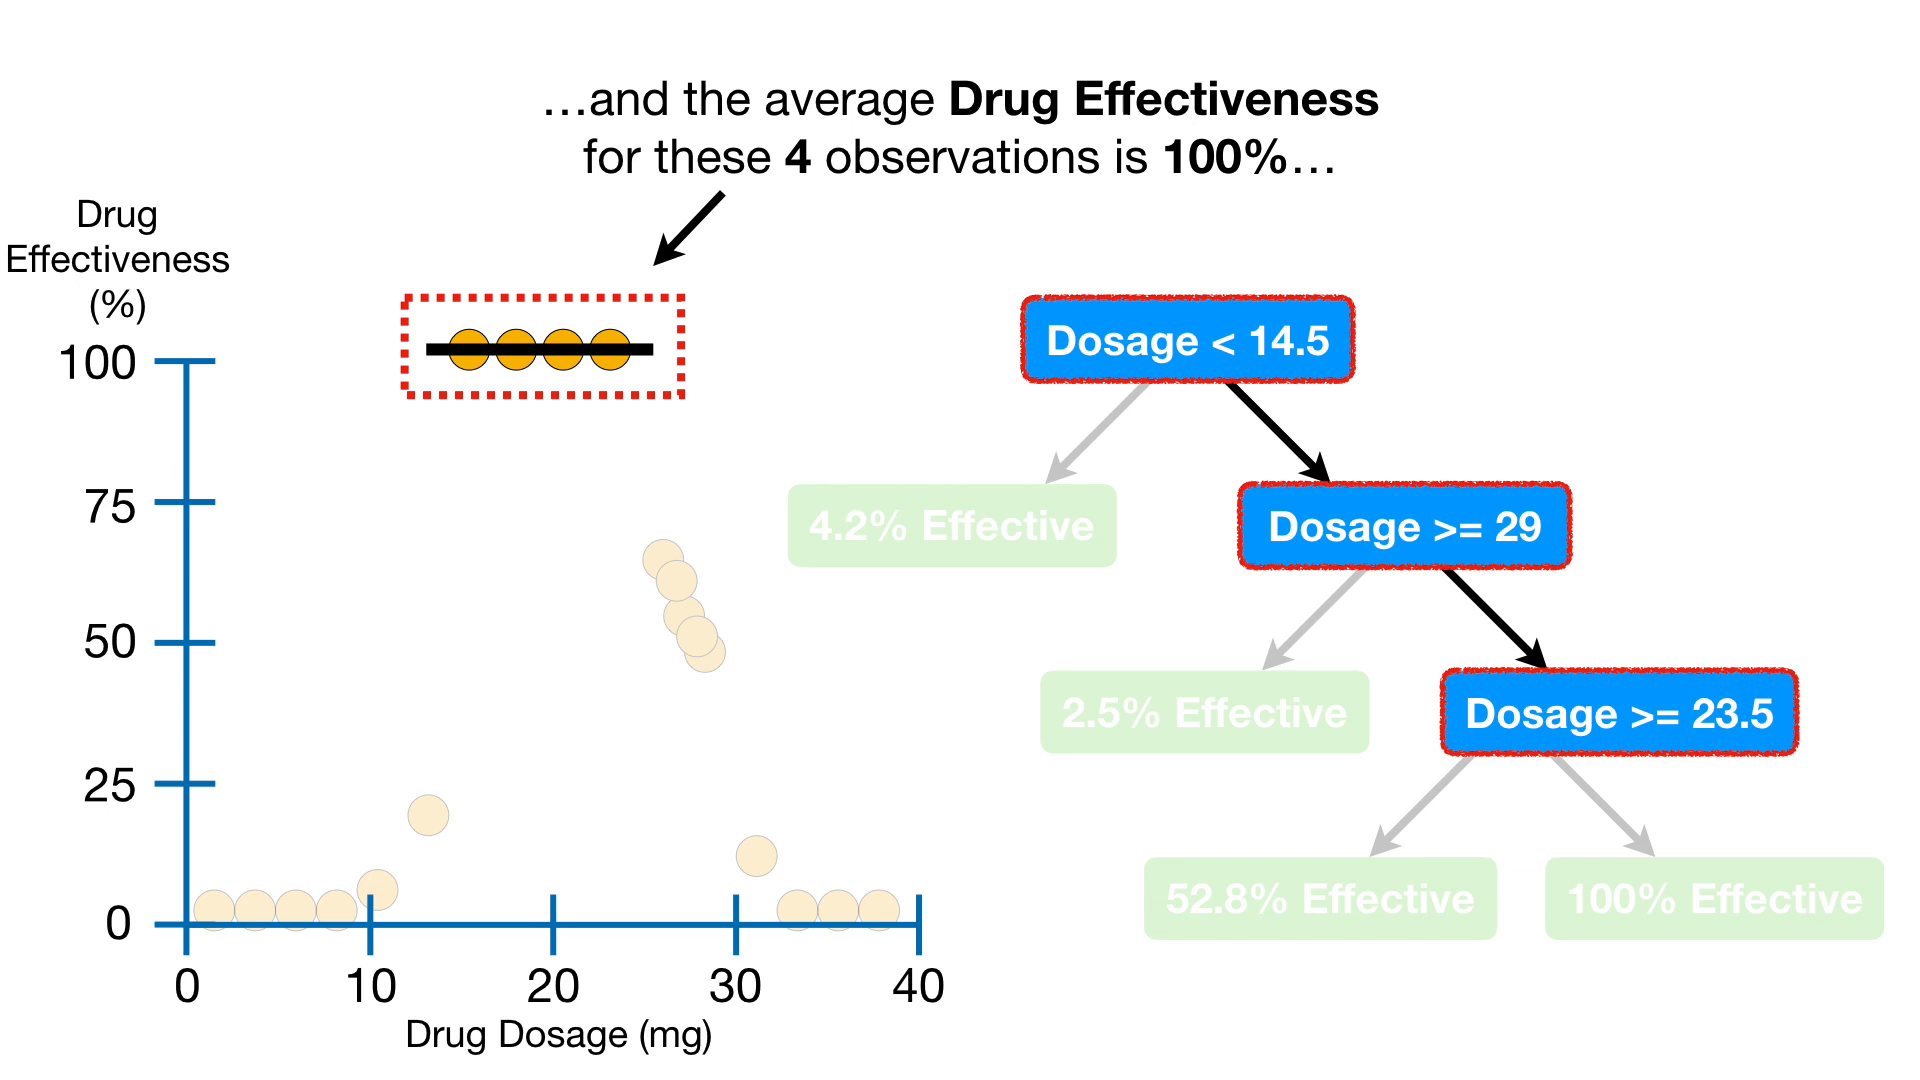 …and the average Drug Effectiveness
for these 4 observations is 100%…
Drug
Effectiveness
(%)
100
75
50
25
0
0 10 20 30 40
Drug Dosage (mg)
Dosage < 14.5
4.2% Effective
Dosage >= 29
2.5% Effective
Dosage >= 23.5
52.8% Effective
100% Effective